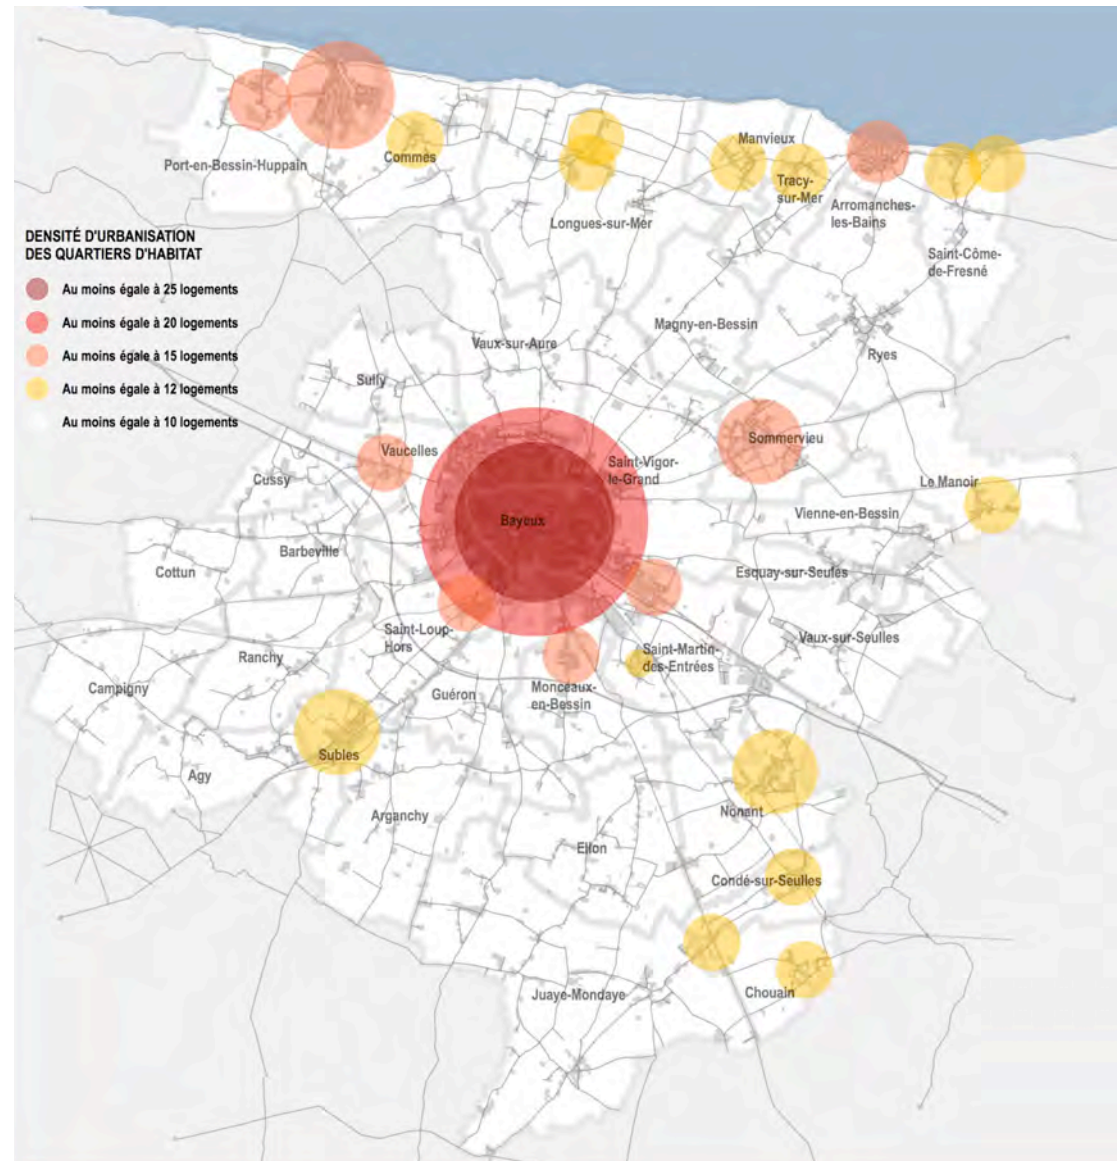 Manvieux
Port-en-Bessin-Huppain
Commes
Tracy-
sur-Mer
Arromanches-
les-Bains
Longues-sur-Mer
Saint-Côme-
de-Fresné
DENSITÉ D'URBANISATION
DES QUARTIERS D'HABITAT
Au moins égale à 25 logements
Au moins égale à 20 logements
Au moins égale à 15 logements
Au moins égale à 12 logements
Au moins égale à 10 logements
Magny-en-Bessin
Vaux-sur-Aure
Ryes
Sully
Sommervieu
Vaucelles
Saint-Vigor-
le-Grand
Cussy
Le Manoir
Vienne-en-Bessin
Bayeux
Barbeville
Cottun
Esquay-sur-Seulles
Saint-Loup-
Hors
Vaux-sur-Seulles
Ranchy
Saint-Martin-
des-Entrées
Campigny
Guéron
Monceaux-
en-Bessin
Subles
Agy
Nonant
Arganchy
Ellon
Condé-sur-Seulles
Juaye-Mondaye
Chouain